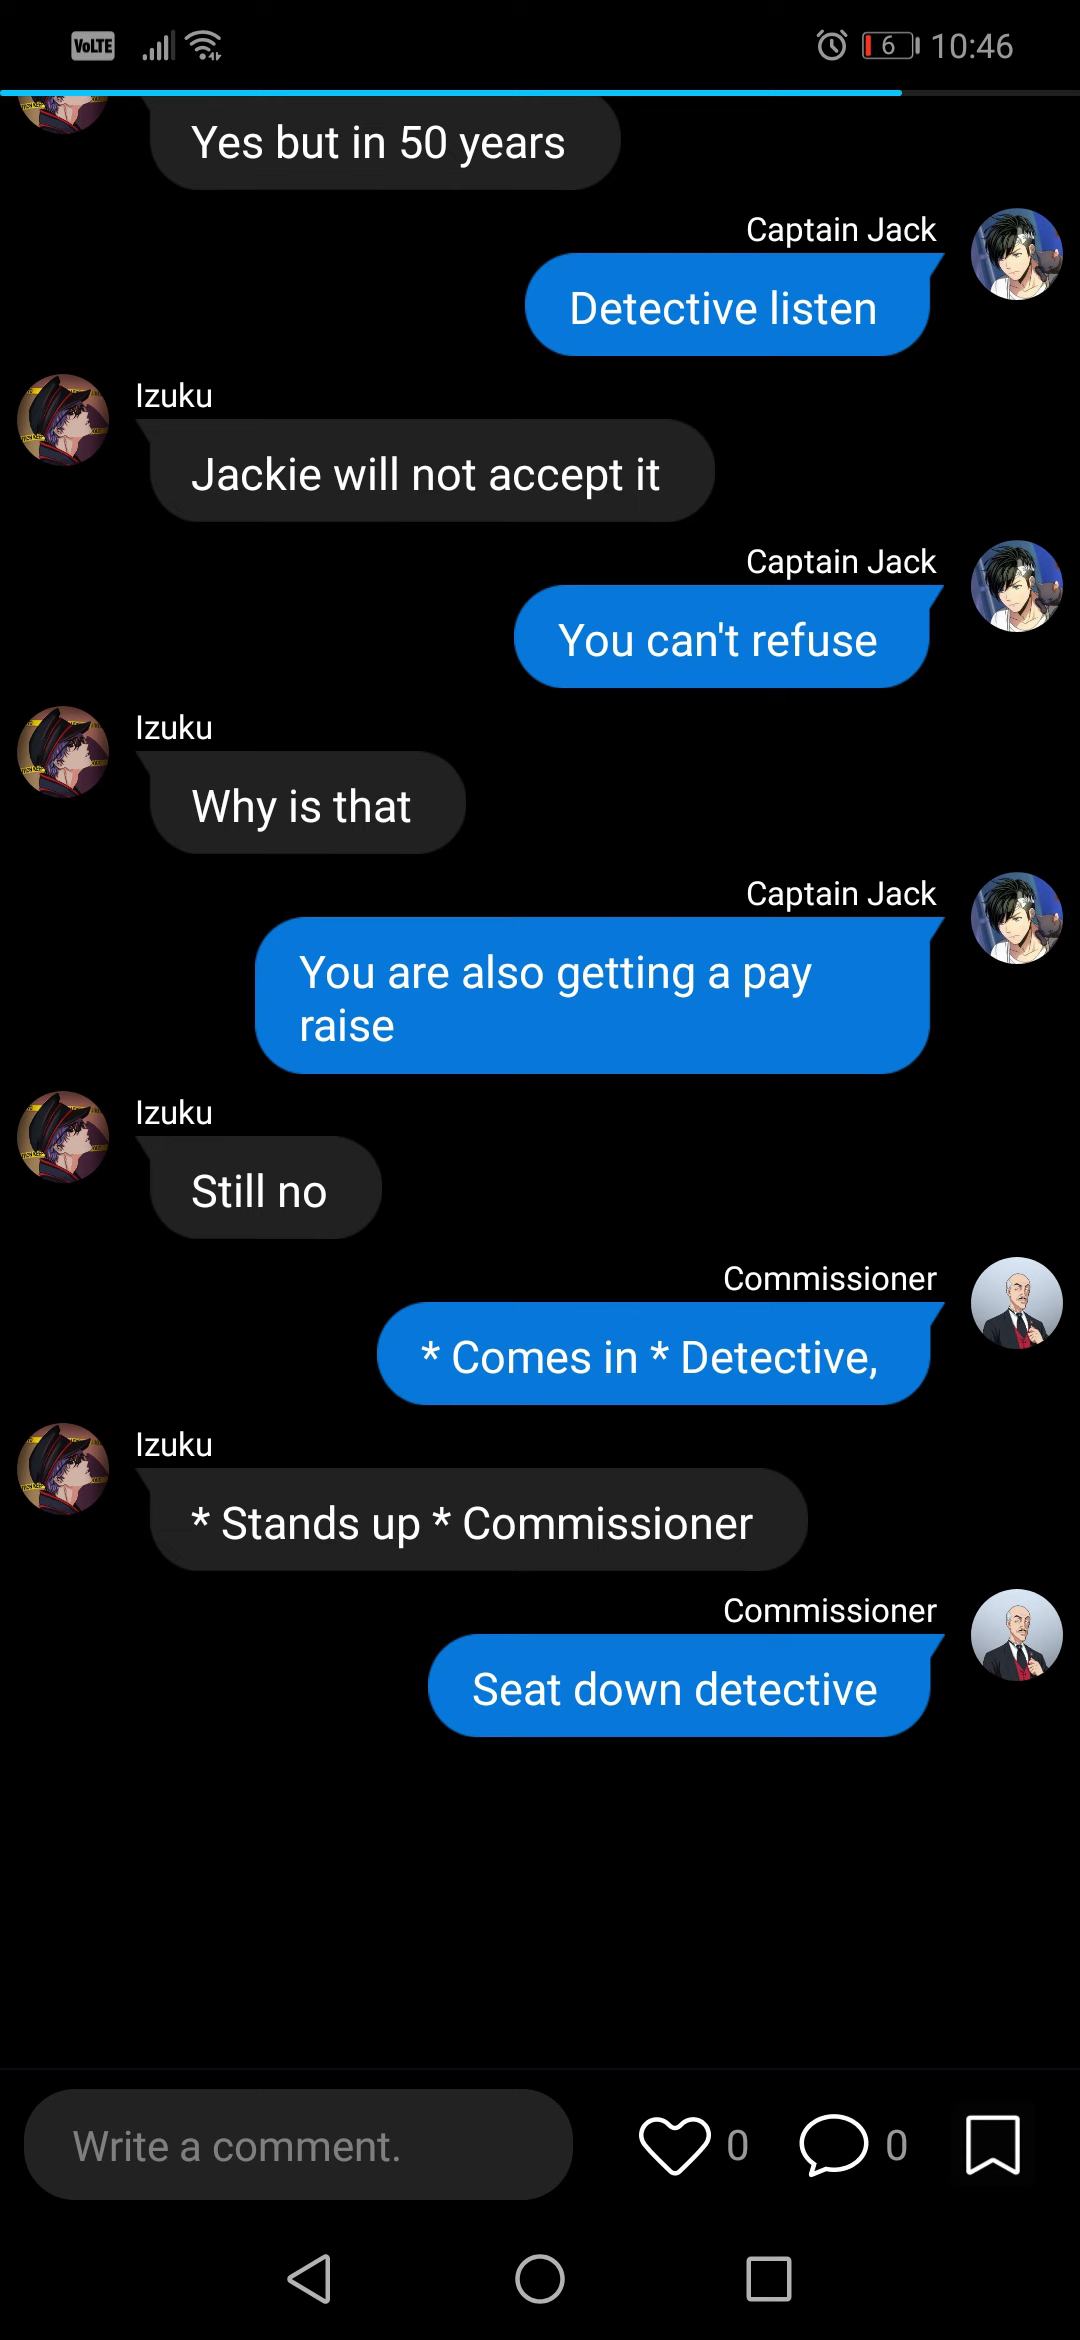 VoLTE 6 10:46
Yes but in 50 years
Captain Jack
Detective listen
Izuku
Jackie will not accept it
Captain Jack
You can't refuse
Izuku
Why is that
Captain Jack
You are also getting a pay
raise
Izuku
Still no
Commissioner
* Comes in * Detective,
Izuku
* Stands up * Commissioner
Commissioner
Seat down detective
Write a comment. 0 0